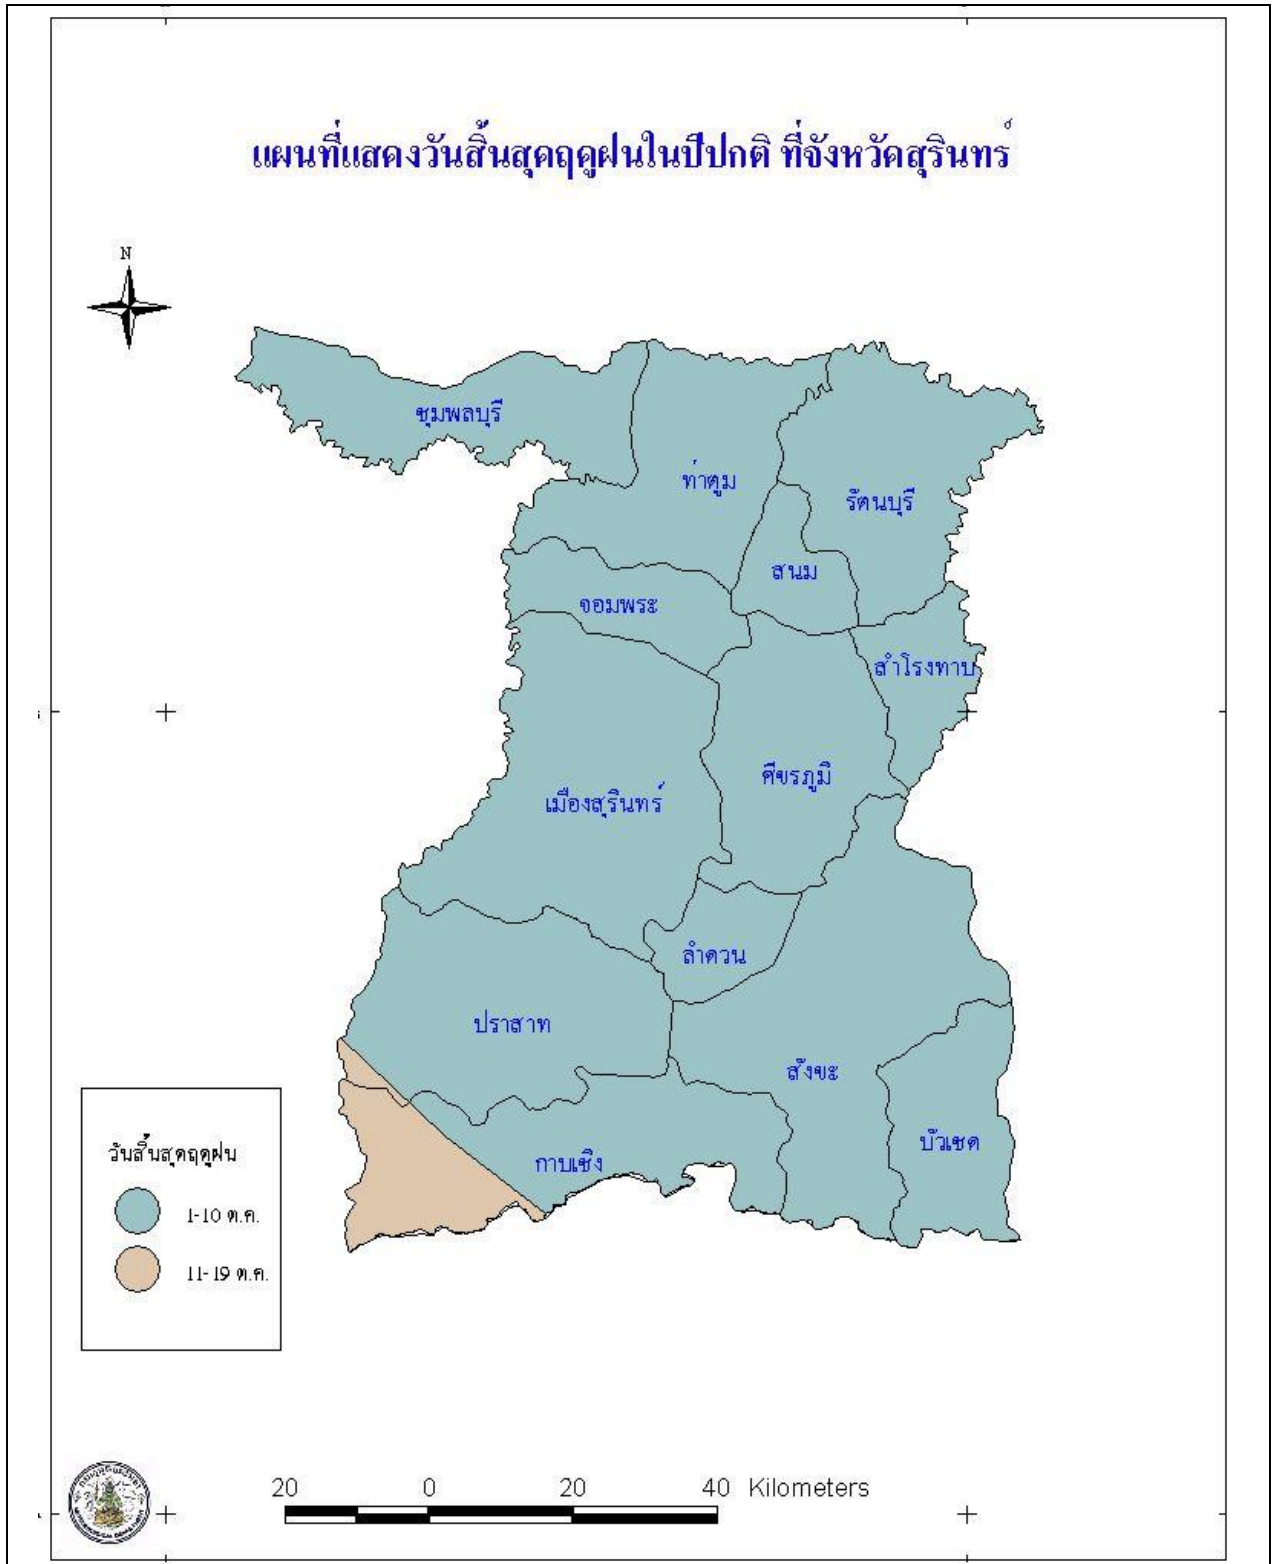 แผนที่แสดงวันสิ้นสุดฤดูฝนในปีปกติ ที่จังหวัดสุรินทร์
N
ชุมพลบุรี
ท่าตูม
รัตนบุรี
สนม
จอมพระ
สำโรงทาบ
ศีขรภูมิ
เมืองสุรินทร์
ลำดวน
ปราสาท
สังขะ
บัวเชด
กาบเชิง
วันสิ้นสุดฤดูฝน
1-10 ต.ค.
11-19 ต.ค.
20 0 20 40 Kilometers